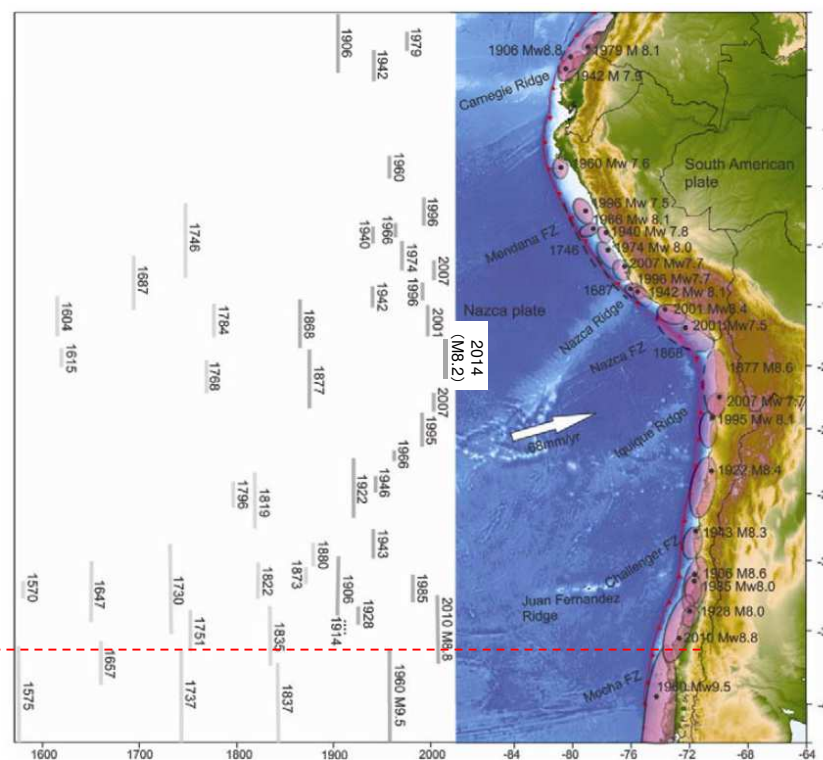 1906
1979
1942
1960
1996
1966
1940
1974
2007
1746
1687
1996
1942
1604
1784
1868
2001
2014
(M8.2)
1615
1877
1768
2007
1995
1966
1946
1922
1819
1796
1943
1880
1873
1985
1570
1647
1730
1822
1906
1928
1914
2010 M8.8
1751
1835
1657
1960 M9.5
1575
1737
1837
1600
1700
1800
1900
2000
1906 Mw8.8
1979 M 8.1
1942 M 7.9
Carnegie Ridge
1960 Mw 7.6
South American
plate
1996 Mw 7.5
1966 Mw 8.1
Mendana FZ
1940 Mw 7.8
1746
1974 Mw 8.0
2007 Mw7.7
1996 Mw7.7
1687
1942 Mw 8.1
Nazca plate
Nazca Ridge
2001 Mw8.4
2001 Mw7.5
Nazca FZ
1868
1877 M8.6
2007 Mw 7.7
1995 Mw 8.1
68mm/yr
Iquique Ridge
1922 M8.4
1943 M8.3
Challenger FZ
1906 M8.6
1985 Mw8.0
Juan Fernandez
Ridge
1928 M8.0
2010 Mw8.8
Mocha FZ
1960 Mw9.5
-84
-80
-76
-72
-68
-64